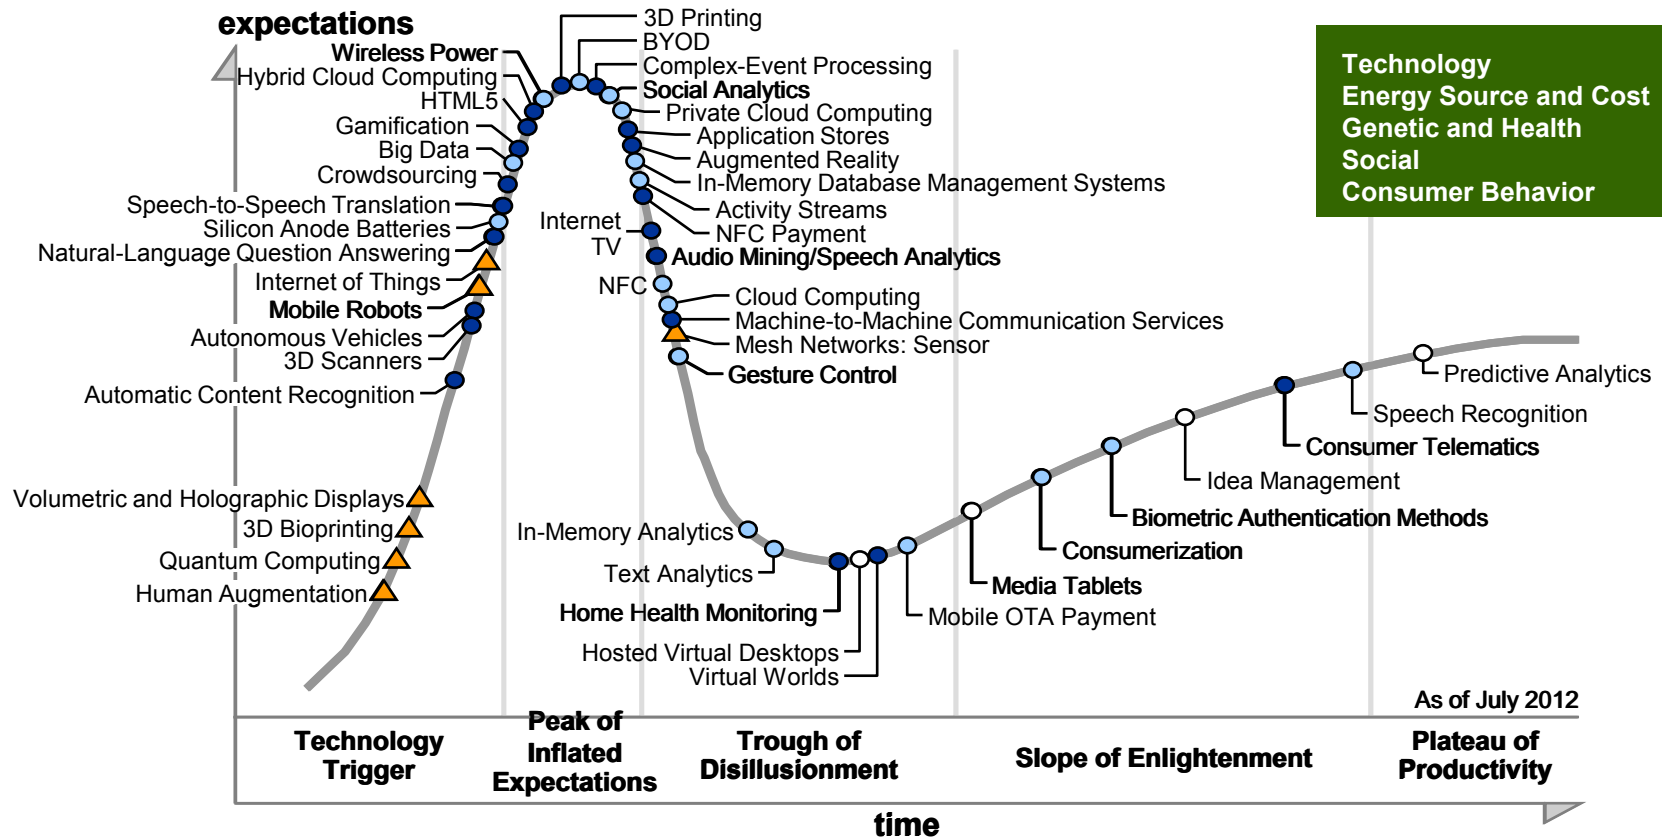 expectations
3D Printing
BYOD
Wireless Power
Complex-Event Processing
Hybrid Cloud Computing
Social Analytics
HTML5
Private Cloud Computing
Gamification
Application Stores
Big Data
Augmented Reality
Crowdsourcing
In-Memory Database Management Systems
Speech-to-Speech Translation
Activity Streams
Silicon Anode Batteries
Internet
TV
NFC Payment
Natural-Language Question Answering
Audio Mining/Speech Analytics
Internet of Things
NFC
Mobile Robots
Cloud Computing
Autonomous Vehicles
Machine-to-Machine Communication Services
3D Scanners
Mesh Networks: Sensor
Automatic Content Recognition
Gesture Control
Volumetric and Holographic Displays
3D Bioprinting
Quantum Computing
Human Augmentation
In-Memory Analytics
Text Analytics
Home Health Monitoring
Hosted Virtual Desktops
Virtual Worlds
Predictive Analytics
Speech Recognition
Consumer Telematics
Idea Management
Biometric Authentication Methods
Consumerization
Media Tablets
Mobile OTA Payment
Technology
Energy Source and Cost
Genetic and Health
Social
Consumer Behavior
As of July 2012
Technology
Trigger
Peak of
Inflated
Expectations
Trough of
Disillusionment
Slope of Enlightenment
Plateau of
Productivity
time